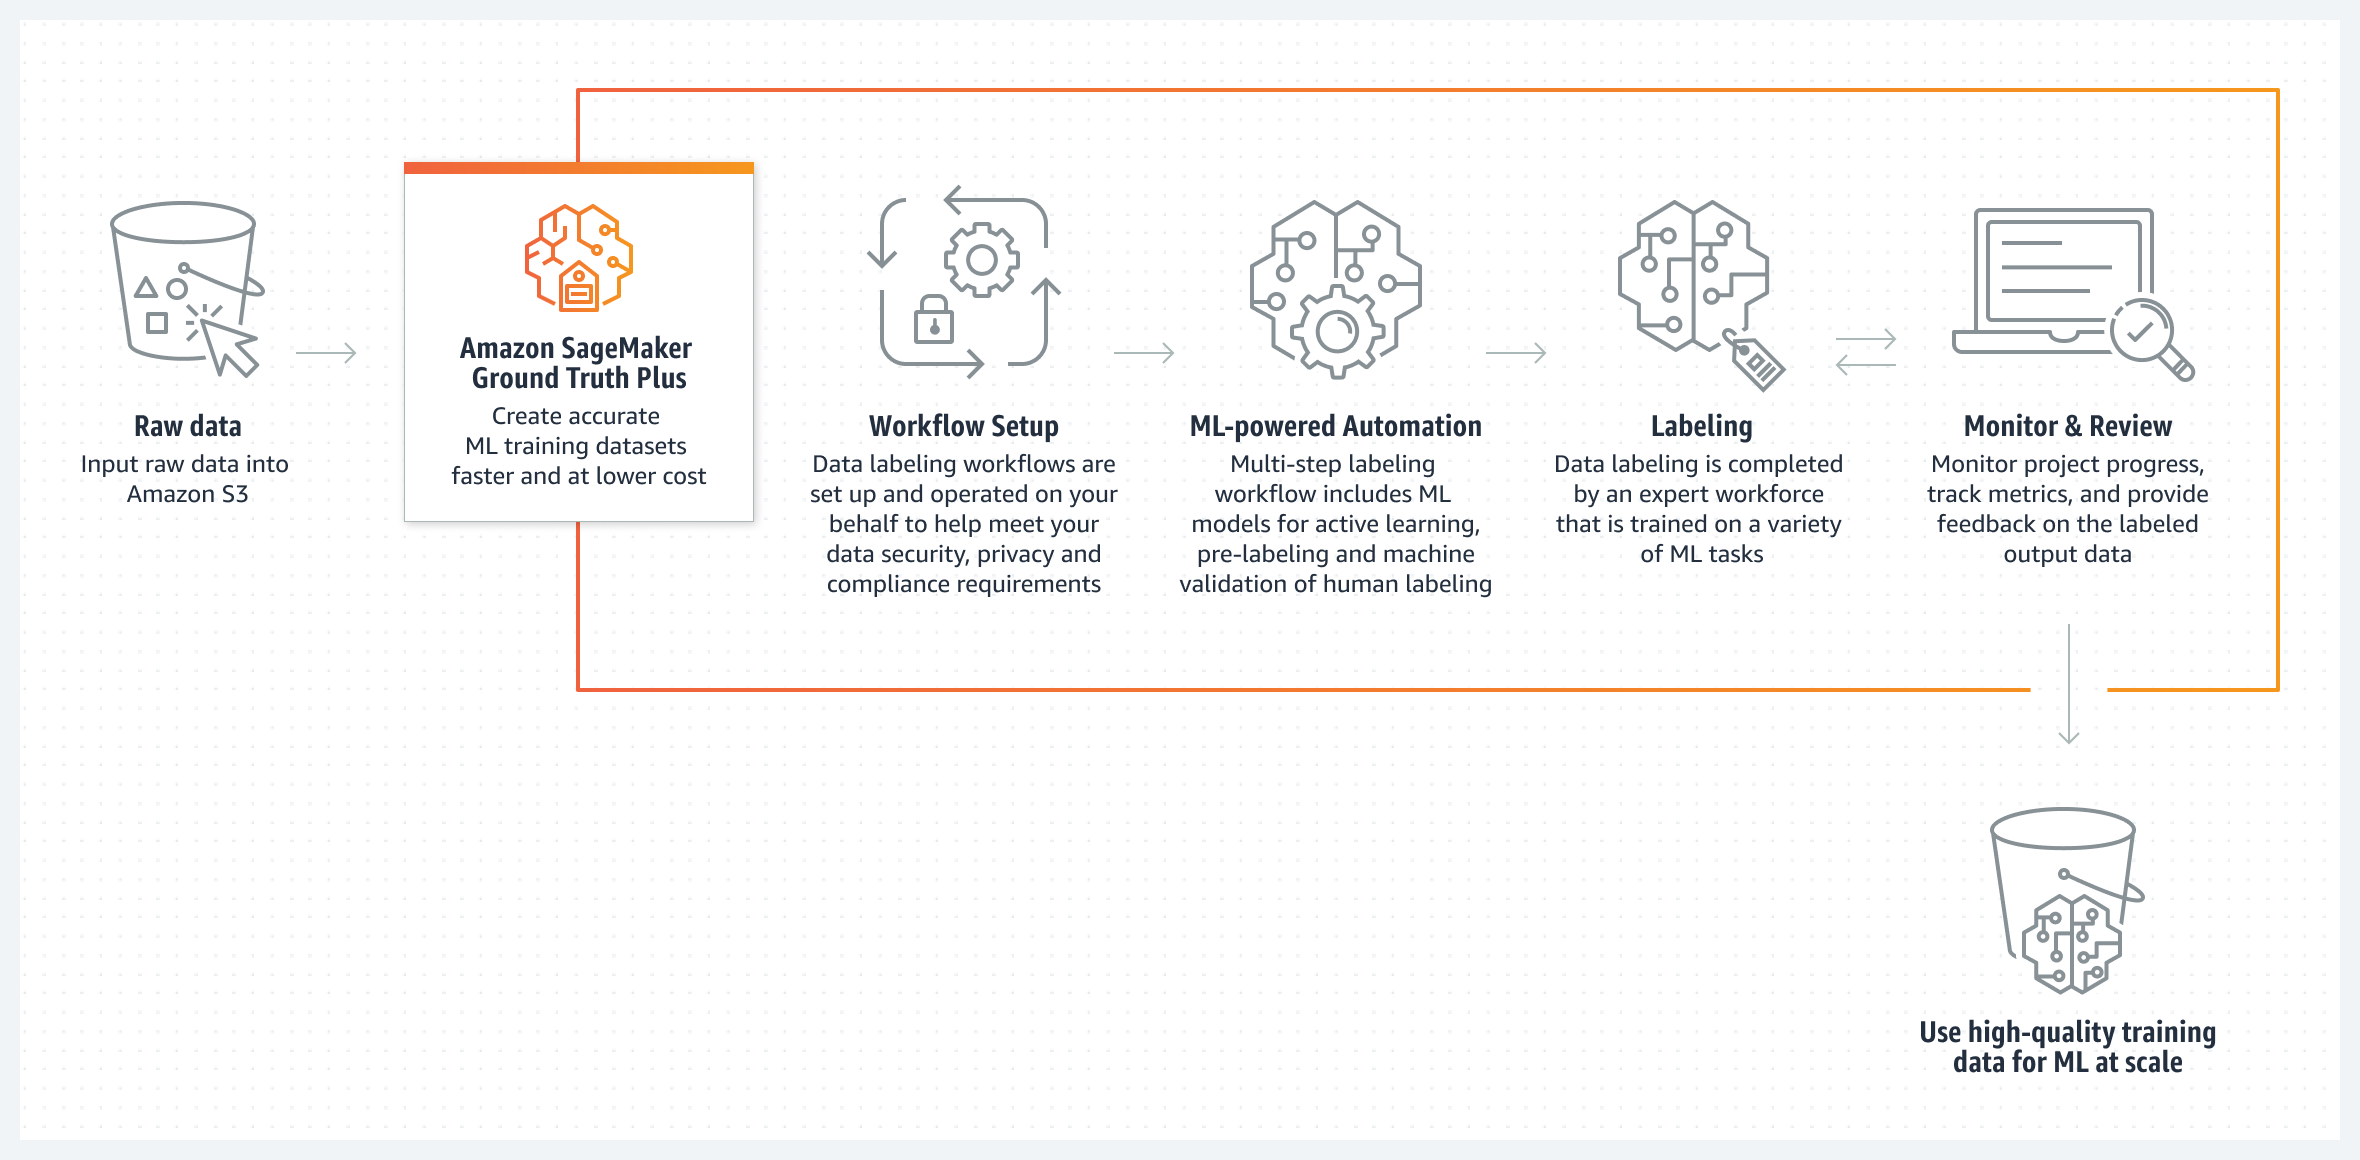 Raw data
Input raw data into
Amazon S3
Amazon SageMaker
Ground Truth Plus
Create accurate
ML training datasets
faster and at lower cost
Workflow Setup
Data labeling workflows are
set up and operated on your
behalf to help meet your
data security, privacy and
compliance requirements
ML-powered Automation
Multi-step labeling
workflow includes ML
models for active learning,
pre-labeling and machine
validation of human labeling
Labeling
Data labeling is completed
by an expert workforce
that is trained on a variety
of ML tasks
Monitor & Review
Monitor project progress,
track metrics, and provide
feedback on the labeled
output data
Use high-quality training
data for ML at scale